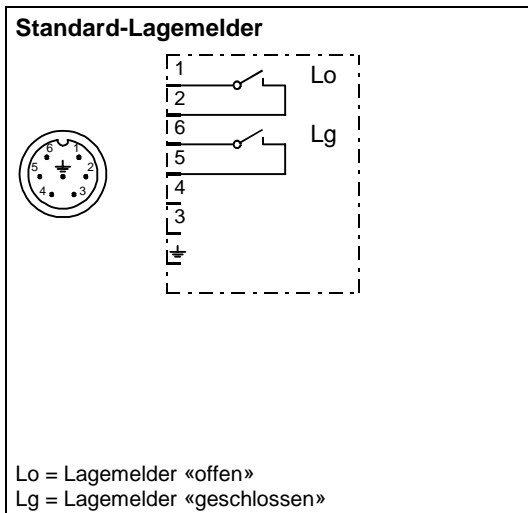 Standard-Lagemelder
1
Lo
2
6
Lg
5
4
3
6 1
5 2
4 3
Lo = Lagemelder «offen»
Lg = Lagemelder «geschlossen»